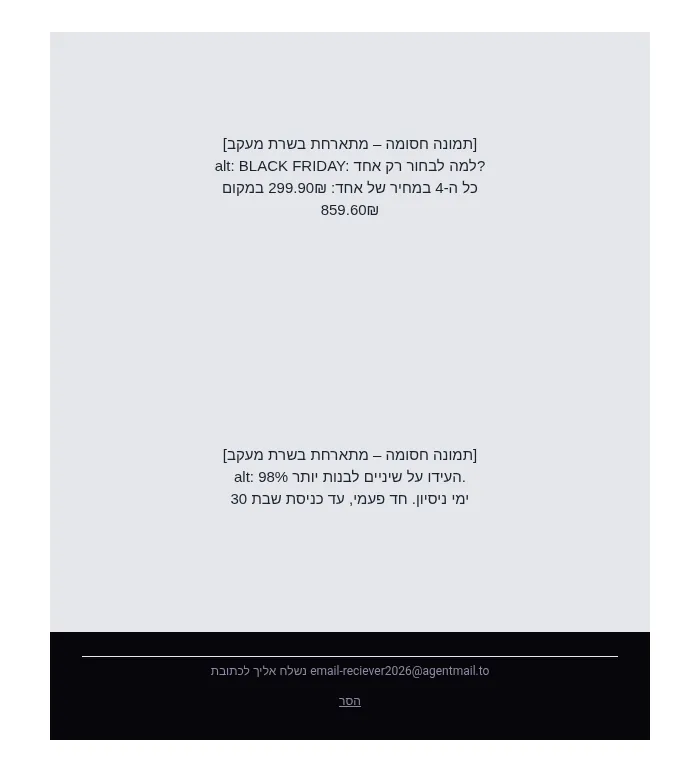 [תמונה חסומה – מתארחת בשרת מעקב]
alt: BLACK FRIDAY: למה לבחור רק אחד?
כל ה-4 במחיר של אחד: ₪299.90 במקום
₪859.60
[תמונה חסומה – מתארחת בשרת מעקב]
alt: 98% העידו על שיניים לבנות יותר.
30 ימי ניסיון. חד פעמי, עד כניסת שבת
נשלח אליך לכתובת email-reciever2026@agentmail.to
הסר